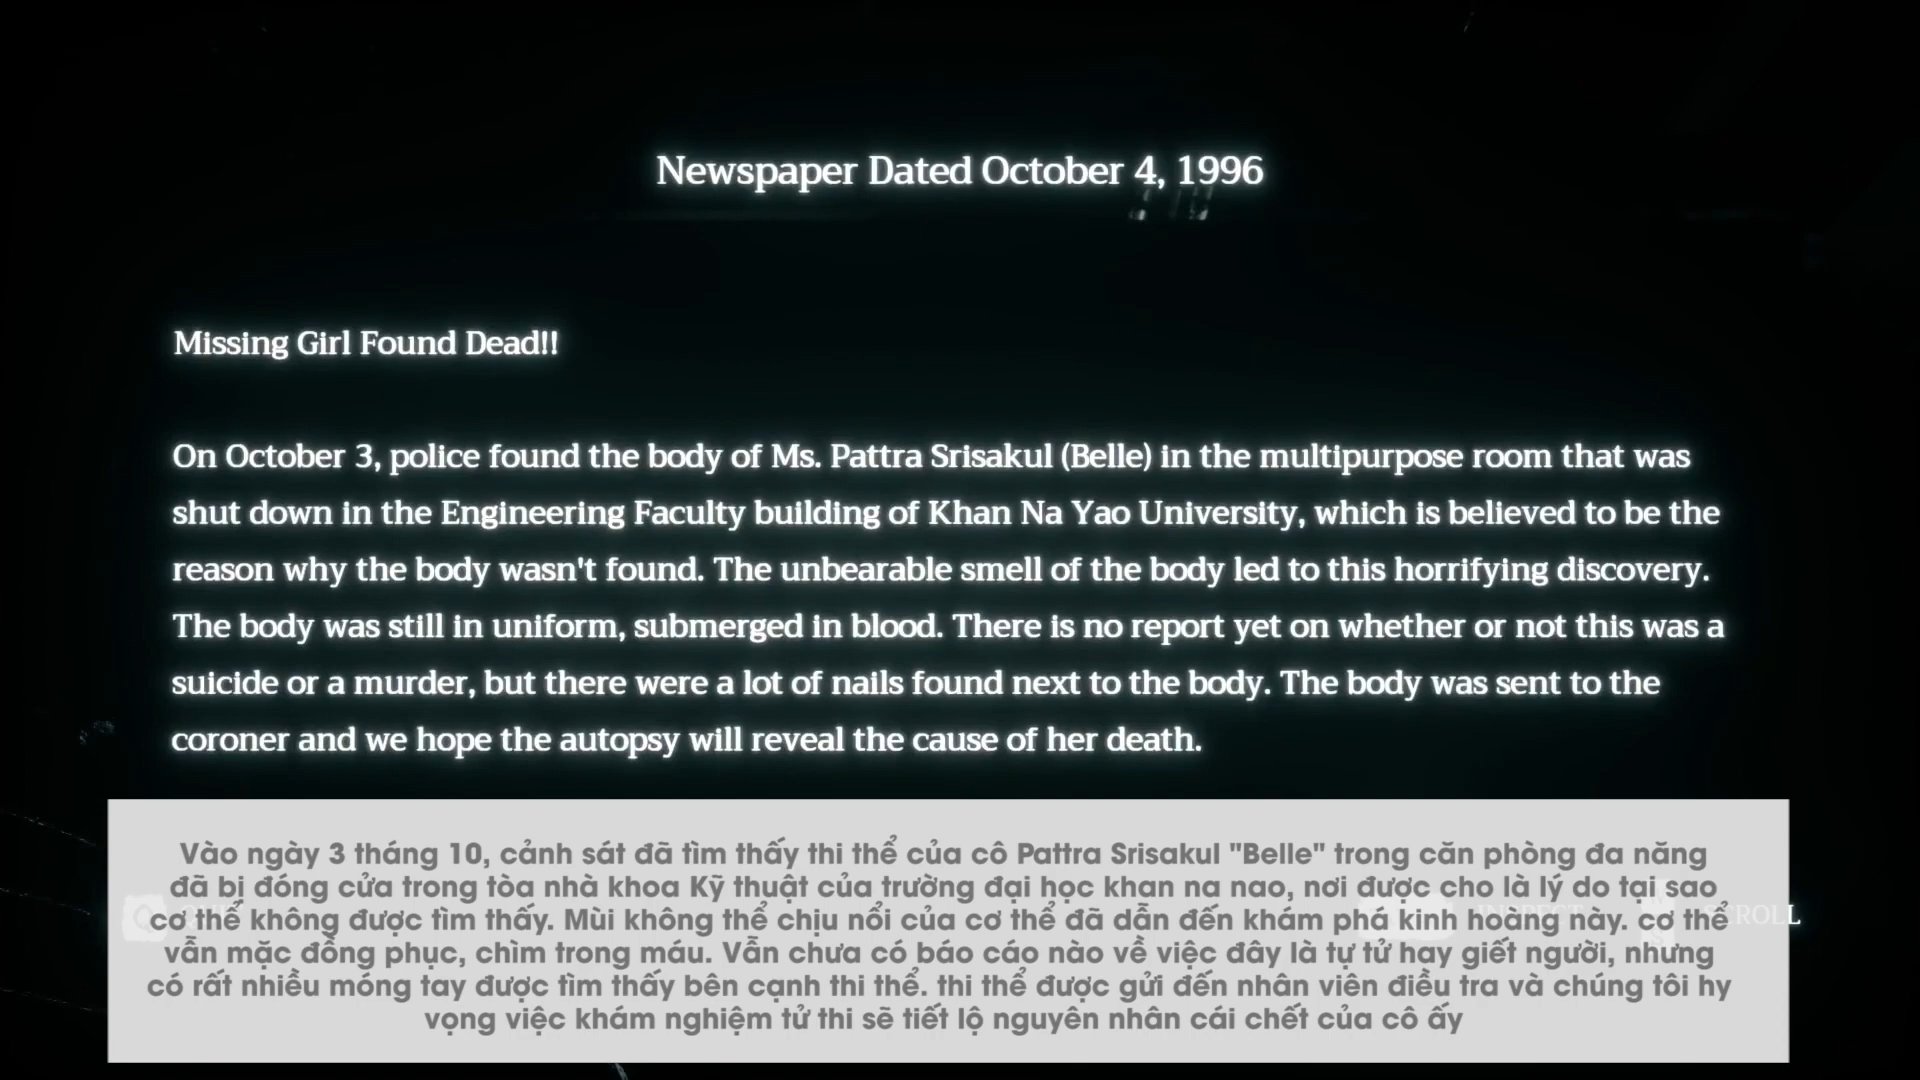 Newspaper Dated October 4, 1996
Missing Girl Found Dead!!
On October 3, police found the body of Ms. Pattra Srisakul (Belle) in the multipurpose room that was
shut down in the Engineering Faculty building of Khan Na Yao University, which is believed to be the
reason why the body wasn't found. The unbearable smell of the body led to this horrifying discovery.
The body was still in uniform, submerged in blood. There is no report yet on whether or not this was a
suicide or a murder, but there were a lot of nails found next to the body. The body was sent to the
coroner and we hope the autopsy will reveal the cause of her death.
Vào ngày 3 tháng 10, cảnh sát đã tìm thấy thi thể của cô Pattra Srisakul "Belle" trong căn phòng đa năng
đã bị đóng cửa trong tòa nhà khoa Kỹ thuật của trường đại học khan na nao, nơi được cho là lý do tại sao
cơ thể không được tìm thấy. Mùi không thể chịu nổi của cơ thể đã dẫn đến khám phá kinh hoàng này. cơ thể
vẫn mặc đồng phục, chìm trong máu. Vẫn chưa có báo cáo nào về việc đây là tự tử hay giết người, nhưng
có rất nhiều móng tay được tìm thấy bên cạnh thi thể. thi thể được gửi đến nhân viên điều tra và chúng tôi hy
vọng việc khám nghiệm tử thi sẽ tiết lộ nguyên nhân cái chết của cô ấy
INSPECT
SCROLL